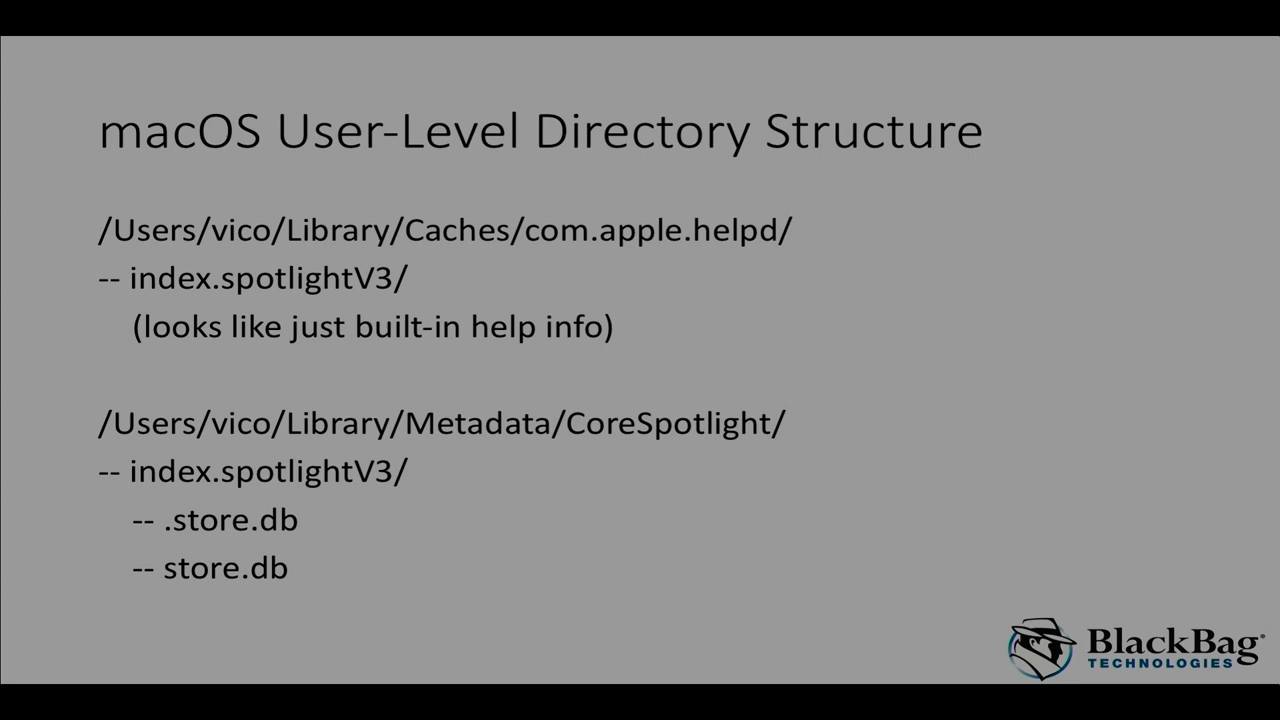 macOS User-Level Directory Structure
/Users/vico/Library/Caches/com.apple.helpd/
-- index.spotlightV3/
(looks like just built-in help info)
/Users/vico/Library/Metadata/CoreSpotlight/
-- index.spotlightV3/
-- .store.db
-- store.db
BlackBag®
TECHNOLOGIES